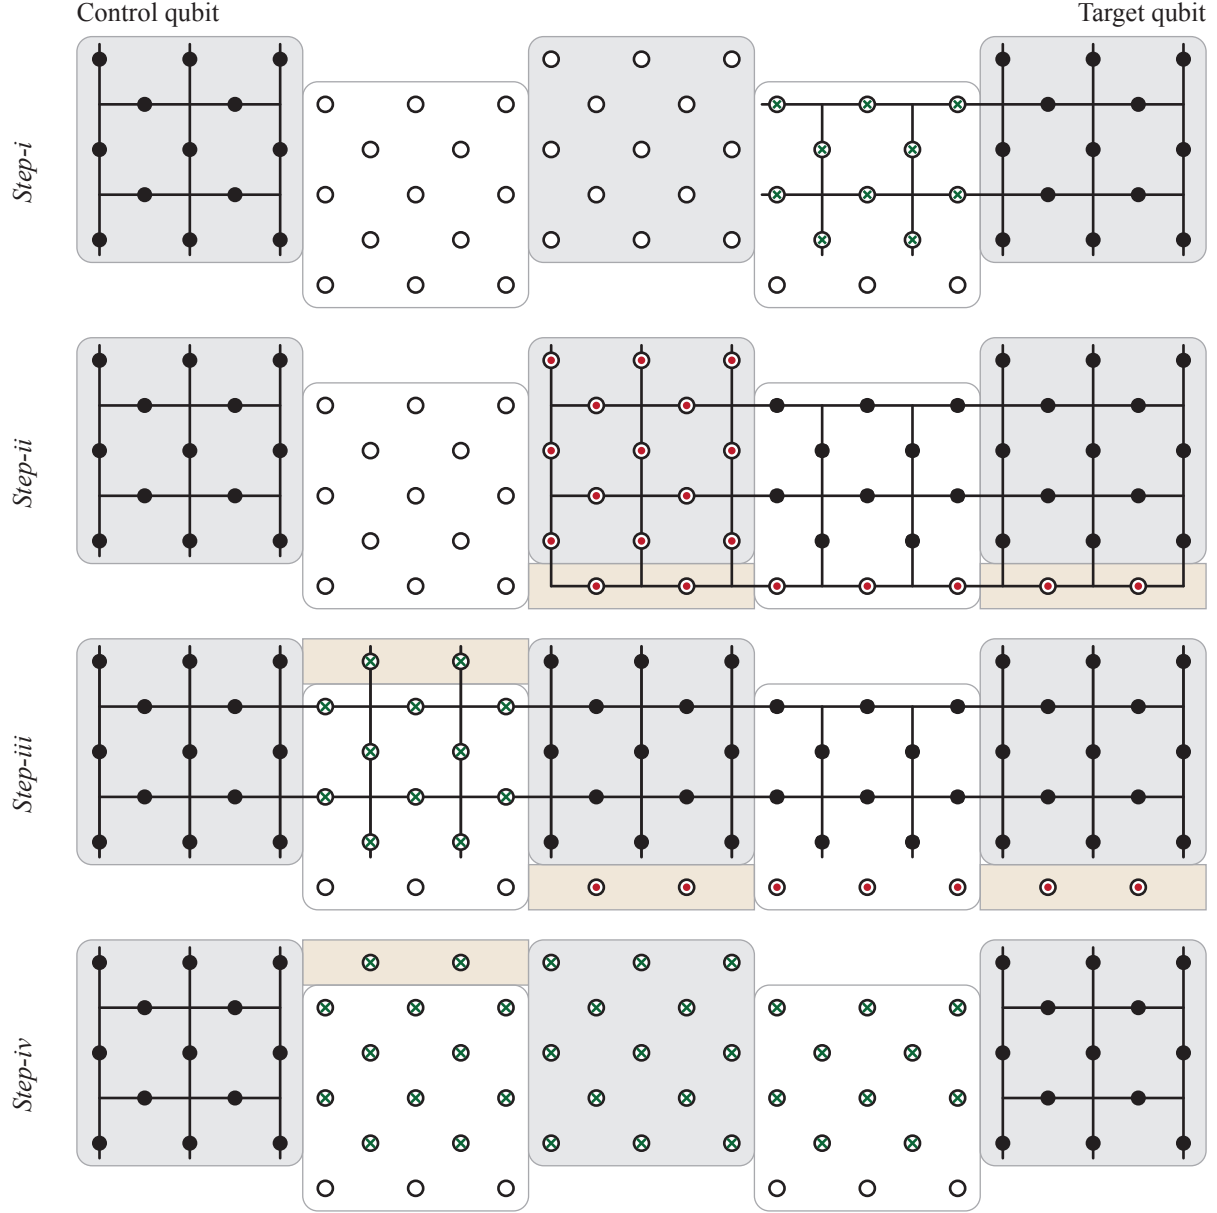 Control qubit
Target qubit
Step-i
Step-ii
Step-iii
Step-iv